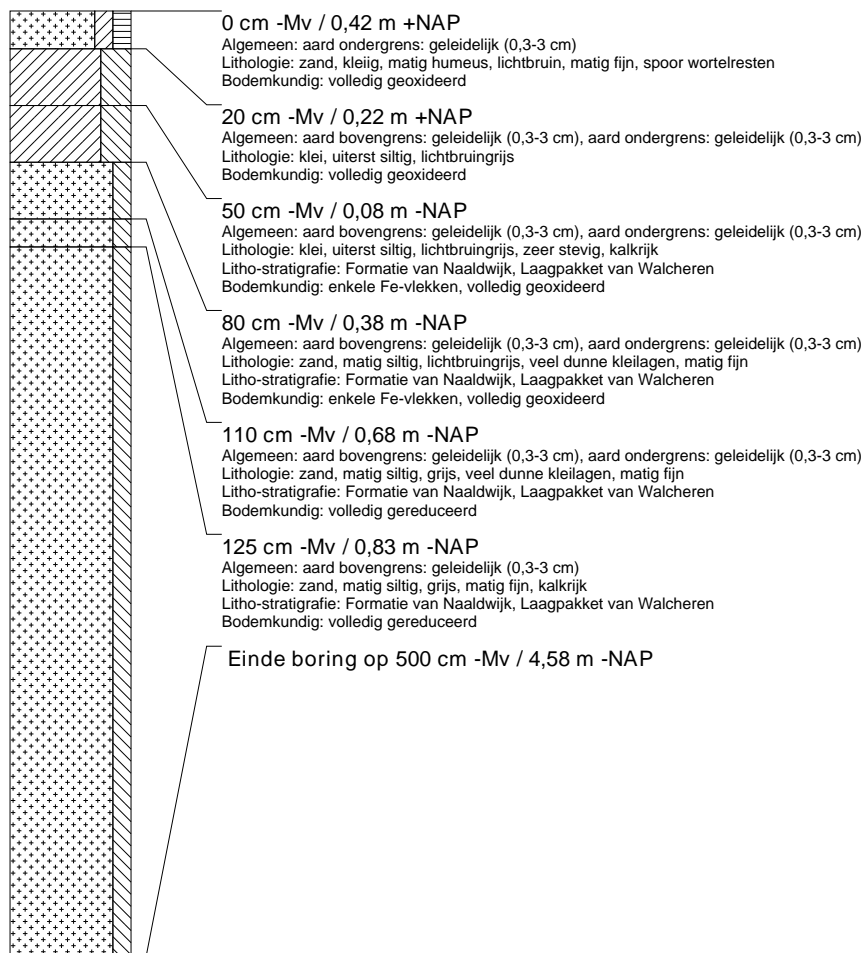 0 cm -Mv / 0,42 m +NAP
Algemeen: aard ondergrens: geleidelijk (0,3-3 cm)
Lithologie: zand, kleiig, matig humeus, lichtbruin, matig fijn, spoor wortelresten
Bodemkundig: volledig geoxideerd
20 cm -Mv / 0,22 m +NAP
Algemeen: aard bovengrens: geleidelijk (0,3-3 cm), aard ondergrens: geleidelijk (0,3-3 cm)
Lithologie: klei, uiterst siltig, lichtbruingrijs
Bodemkundig: volledig geoxideerd
50 cm -Mv / 0,08 m -NAP
Algemeen: aard bovengrens: geleidelijk (0,3-3 cm), aard ondergrens: geleidelijk (0,3-3 cm)
Lithologie: klei, uiterst siltig, lichtbruingrijs, zeer stevig, kalkrijk
Litho-stratigrafie: Formatie van Naaldwijk, Laagpakket van Walcheren
Bodemkundig: enkele Fe-vlekken, volledig geoxideerd
80 cm -Mv / 0,38 m -NAP
Algemeen: aard bovengrens: geleidelijk (0,3-3 cm), aard ondergrens: geleidelijk (0,3-3 cm)
Lithologie: zand, matig siltig, lichtbruingrijs, veel dunne kleilagen, matig fijn
Litho-stratigrafie: Formatie van Naaldwijk, Laagpakket van Walcheren
Bodemkundig: enkele Fe-vlekken, volledig geoxideerd
110 cm -Mv / 0,68 m -NAP
Algemeen: aard bovengrens: geleidelijk (0,3-3 cm), aard ondergrens: geleidelijk (0,3-3 cm)
Lithologie: zand, matig siltig, grijs, veel dunne kleilagen, matig fijn
Litho-stratigrafie: Formatie van Naaldwijk, Laagpakket van Walcheren
Bodemkundig: volledig gereduceerd
125 cm -Mv / 0,83 m -NAP
Algemeen: aard bovengrens: geleidelijk (0,3-3 cm)
Lithologie: zand, matig siltig, grijs, matig fijn, kalkrijk
Litho-stratigrafie: Formatie van Naaldwijk, Laagpakket van Walcheren
Bodemkundig: volledig gereduceerd
Einde boring op 500 cm -Mv / 4,58 m -NAP